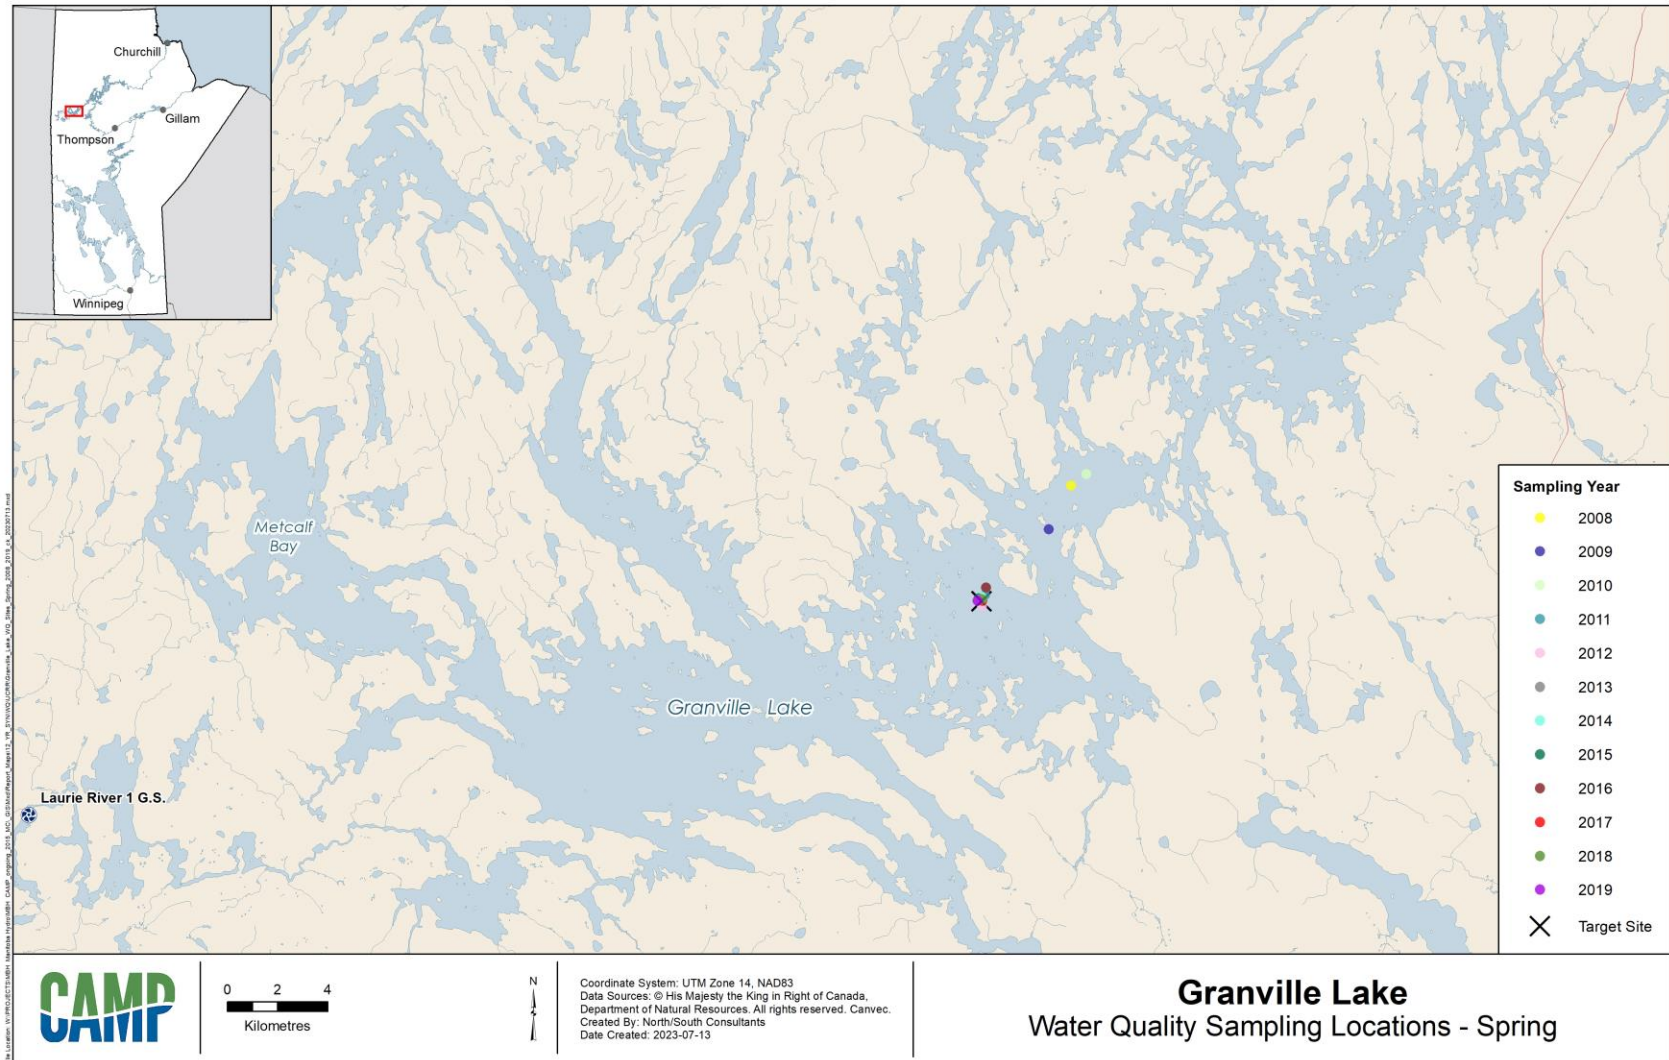 Churchill
Gillam
Thompson
Winnipeg
Metcalf
Bay
Granville Lake
Laurie River 1 G.S.
Sampling Year
2008
2009
2010
2011
2012
2013
2014
2015
2016
2017
2018
2019
Target Site
CAMP
CAMP
0 2 4
Kilometres
N
Coordinate System: UTM Zone 14, NAD83
Data Sources: © His Majesty the King in Right of Canada,
Department of Natural Resources. All rights reserved. Canvec.
Created By: North/South Consultants
Date Created: 2023-07-13
Granville Lake
Water Quality Sampling Locations - Spring